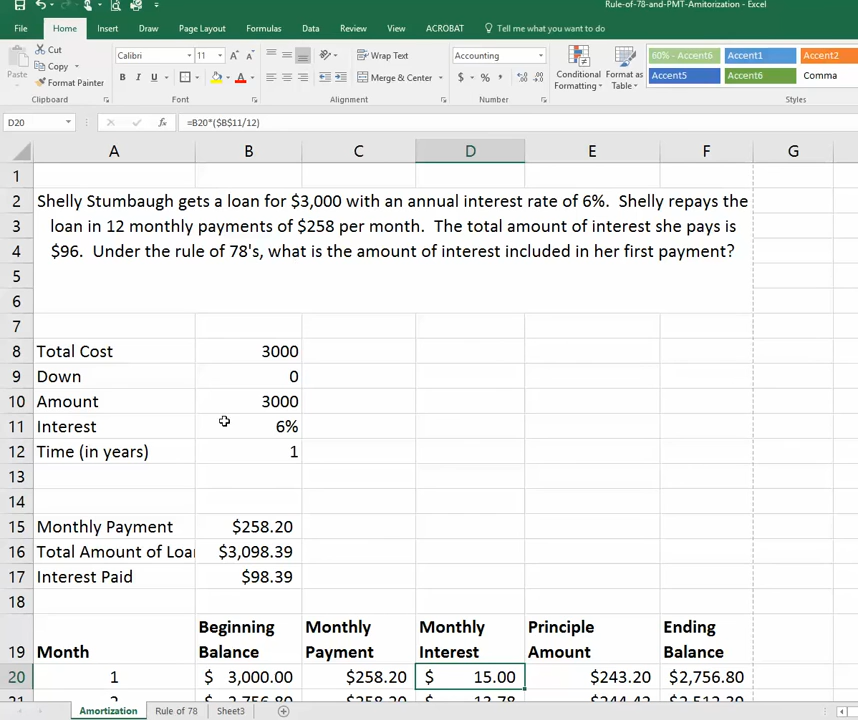 Rule-of-78-and-PMT-Amitorization - Excel
File Home Insert Draw Page Layout Formulas Data Review View ACROBAT Tell me what you want to do
Cut
Copy
Format Painter
Paste
Clipboard
Calibri 11
B I U
Font
Wrap Text
Merge & Center
Alignment
Accounting
$ % ,
Number
Conditional Formatting
Format as Table
60% - Accent6 Accent1 Accent2
Accent5 Accent6 Comma
Styles
D20 fx =B20*($B$11/12)
A B C D E F G
1
2 Shelly Stumbaugh gets a loan for $3,000 with an annual interest rate of 6%. Shelly repays the
3 loan in 12 monthly payments of $258 per month. The total amount of interest she pays is
4 $96. Under the rule of 78's, what is the amount of interest included in her first payment?
5
6
7
8 Total Cost 3000
9 Down 0
10 Amount 3000
11 Interest 6%
12 Time (in years) 1
13
14
15 Monthly Payment $258.20
16 Total Amount of Loa $3,098.39
17 Interest Paid $98.39
18
19 Month Beginning Balance Monthly Payment Monthly Interest Principle Amount Ending Balance
20 1 $ 3,000.00 $258.20 $ 15.00 $243.20 $2,756.80
Amortization Rule of 78 Sheet3